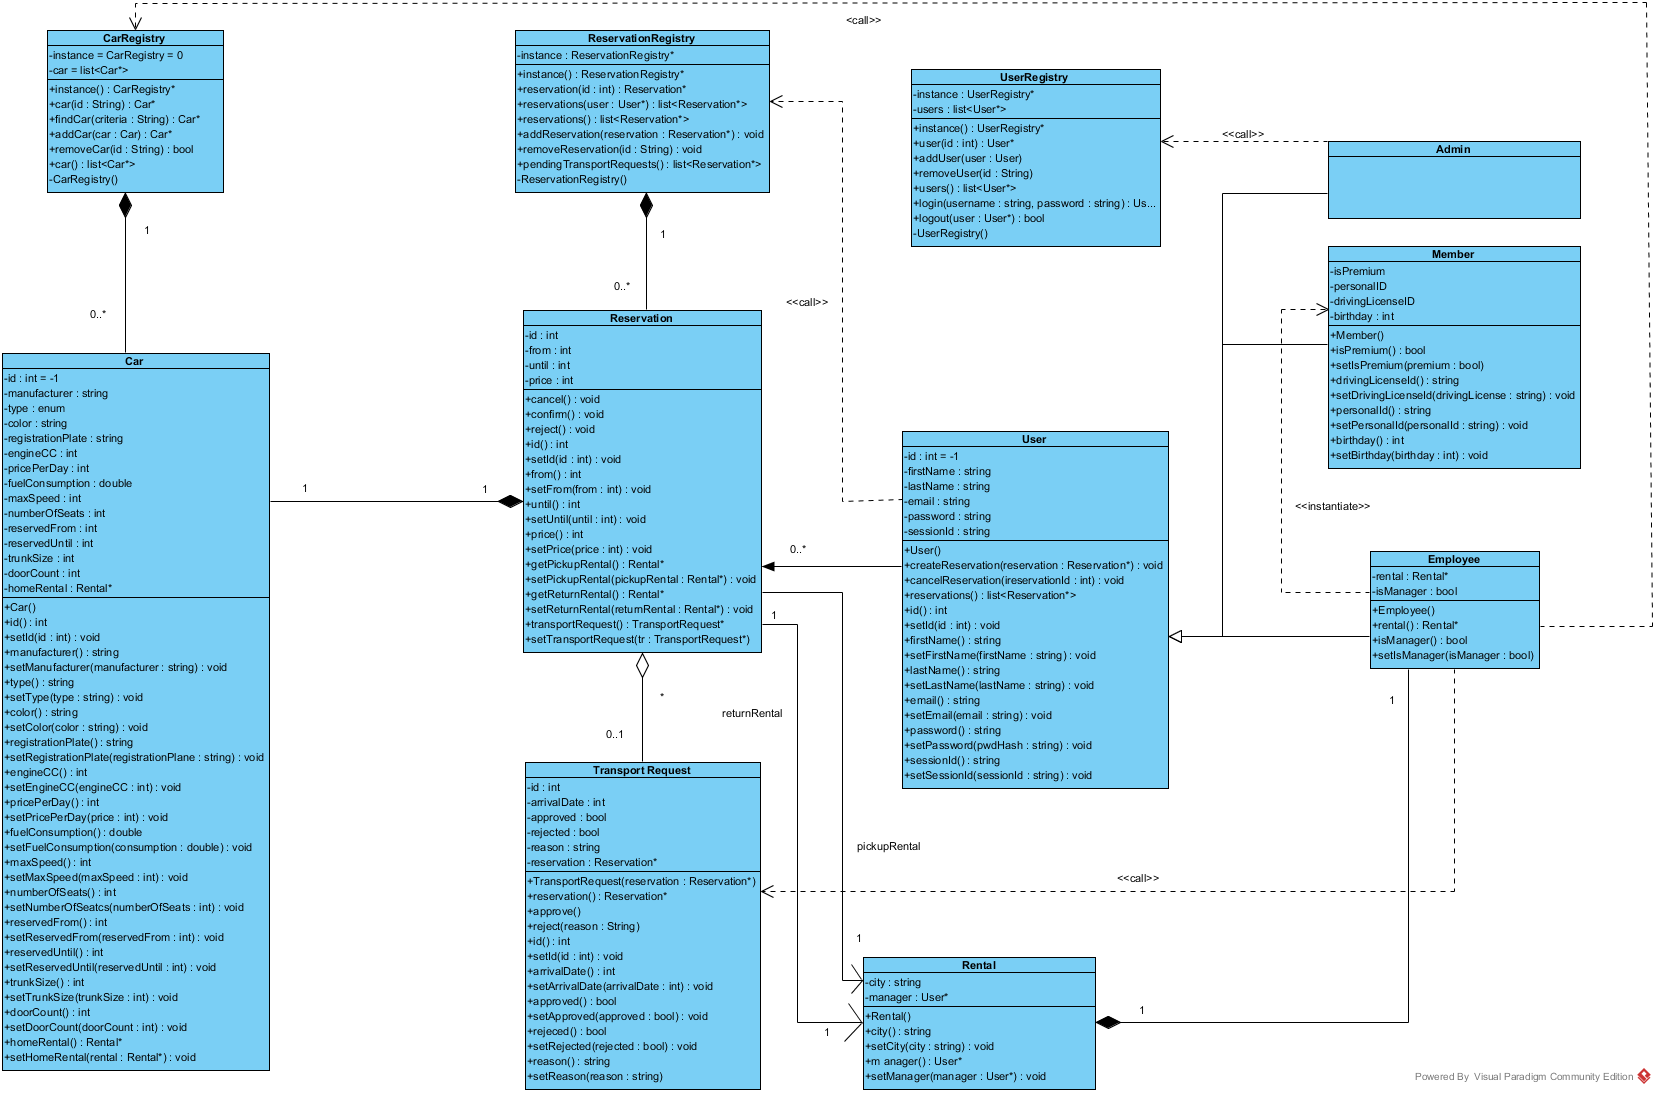 <<call>>
CarRegistry
-instance = CarRegistry = 0
-car = list<Car*>
+instance() : CarRegistry*
+car(id : String) : Car*
+findCar(criteria : String) : Car*
+addCar(car : Car) : Car*
+removeCar(id : String) : bool
+car() : list<Car*>
-CarRegistry()
1
0..*
ReservationRegistry
-instance : ReservationRegistry*
+instance() : ReservationRegistry*
+reservation(id : int) : Reservation*
+reservations(user : User*) : list<Reservation*>
+reservations() : list<Reservation*>
+addReservation(reservation : Reservation*) : void
+removeReservation(id : String) : void
+pendingTransportRequests() : list<Reservation*>
-ReservationRegistry()
1
0..*
<<call>>
UserRegistry
-instance : UserRegistry*
-users : list<User*>
+instance() : UserRegistry*
+user(id : int) : User*
+addUser(user : User)
+removeUser(id : String)
+users() : list<User*>
+login(username : string, password : string) : Us...
+logout(user : User*) : bool
-UserRegistry()
<<call>>
Admin
Member
-isPremium
-personalID
-drivingLicenseID
-birthday : int
+Member()
+isPremium() : bool
+setIsPremium(premium : bool)
+drivingLicenseId() : string
+setDrivingLicenseId(drivingLicense : string) : void
+personalId() : string
+setPersonalId(personalId : string) : void
+birthday() : int
+setBirthday(birthday : int) : void
<<instantiate>>
Car
-id : int = -1
-manufacturer : string
-type : enum
-color : string
-registrationPlate : string
-engineCC : int
-pricePerDay : int
-fuelConsumption : double
-maxSpeed : int
-numberOfSeats : int
-reservedFrom : int
-reservedUntil : int
-trunkSize : int
-doorCount : int
-homeRental : Rental*
+Car()
+id() : int
+setId(id : int) : void
+manufacturer() : string
+setManufacturer(manufacturer : string) : void
+type() : string
+setType(type : string) : void
+color() : string
+setColor(color : string) : void
+registrationPlate() : string
+setRegistrationPlate(registrationPlane : string) : void
+engineCC() : int
+setEngineCC(engineCC : int) : void
+pricePerDay() : int
+setPricePerDay(price : int) : void
+fuelConsumption() : double
+setFuelConsumption(consumption : double) : void
+maxSpeed() : int
+setMaxSpeed(maxSpeed : int) : void
+numberOfSeats() : int
+setNumberOfSeatcs(numberOfSeats : int) : void
+reservedFrom() : int
+setReservedFrom(reservedFrom : int) : void
+reservedUntil() : int
+setReservedUntil(reservedUntil : int) : void
+trunkSize() : int
+setTrunkSize(trunkSize : int) : void
+doorCount() : int
+setDoorCount(doorCount : int) : void
+homeRental() : Rental*
+setHomeRental(rental : Rental*) : void
1
1
Reservation
-id : int
-from : int
-until : int
-price : int
+cancel() : void
+confirm() : void
+reject() : void
+id() : int
+setId(id : int) : void
+from() : int
+setFrom(from : int) : void
+until() : int
+setUntil(until : int) : void
+price() : int
+setPrice(price : int) : void
+getPickupRental() : Rental*
+setPickupRental(pickupRental : Rental*) : void
+getReturnRental() : Rental*
+setReturnRental(returnRental : Rental*) : void
+transportRequest() : TransportRequest*
+setTransportRequest(tr : TransportRequest*)
0..*
1
*
0..1
returnRental
pickupRental
1
1
User
-id : int = -1
-firstName : string
-lastName : string
-email : string
-password : string
-sessionId : string
+User()
+createReservation(reservation : Reservation*) : void
+cancelReservation(ireservationId : int) : void
+reservations() : list<Reservation*>
+id() : int
+setId(id : int) : void
+firstName() : string
+setFirstName(firstName : string) : void
+lastName() : string
+setLastName(lastName : string) : void
+email() : string
+setEmail(email : string) : void
+password() : string
+setPassword(pwdHash : string) : void
+sessionId() : string
+setSessionId(sessionId : string) : void
Employee
-rental : Rental*
-isManager : bool
+Employee()
+rental() : Rental*
+isManager() : bool
+setIsManager(isManager : bool)
1
<<call>>
Transport Request
-id : int
-arrivalDate : int
-approved : bool
-rejected : bool
-reason : string
-reservation : Reservation*
+TransportRequest(reservation : Reservation*)
+reservation() : Reservation*
+approve()
+reject(reason : String)
+id() : int
+setId(id : int) : void
+arrivalDate() : int
+setArrivalDate(arrivalDate : int) : void
+approved() : bool
+setApproved(approved : bool) : void
+rejeced() : bool
+setRejected(rejected : bool) : void
+reason() : string
+setReason(reason : string)
Rental
-city : string
-manager : User*
+Rental()
+city() : string
+setCity(city : string) : void
+m anager() : User*
+setManager(manager : User*) : void
1
Powered By Visual Paradigm Community Edition